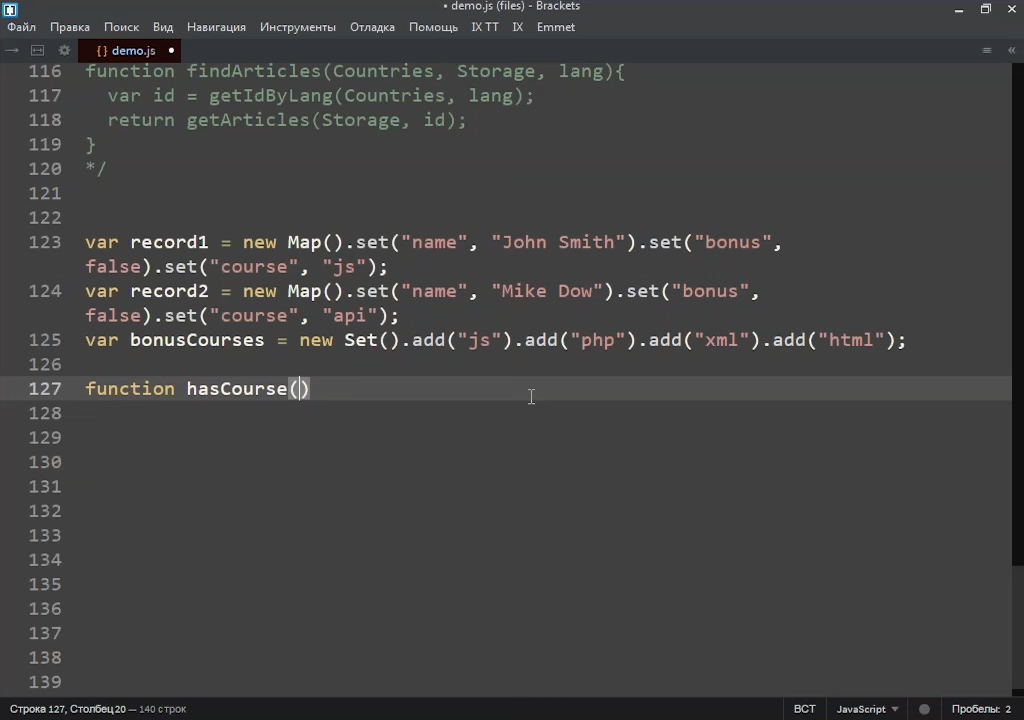 • demo.js (files) - Brackets
Файл Правка Поиск Вид Навигация Инструменты Отладка Помощь IX TT IX Emmet
{} demo.js •
116 function findArticles(Countries, Storage, lang){
117 var id = getIdByLang(Countries, lang);
118 return getArticles(Storage, id);
119 }
120 */
121
122
123 var record1 = new Map().set("name", "John Smith").set("bonus",
false).set("course", "js");
124 var record2 = new Map().set("name", "Mike Dow").set("bonus",
false).set("course", "api");
125 var bonusCourses = new Set().add("js").add("php").add("xml").add("html");
126
127 function hasCourse()
128
129
130
131
132
133
134
135
136
137
138
139
Строка 127, Столбец 20 — 140 строк ВСТ JavaScript Пробелы: 2